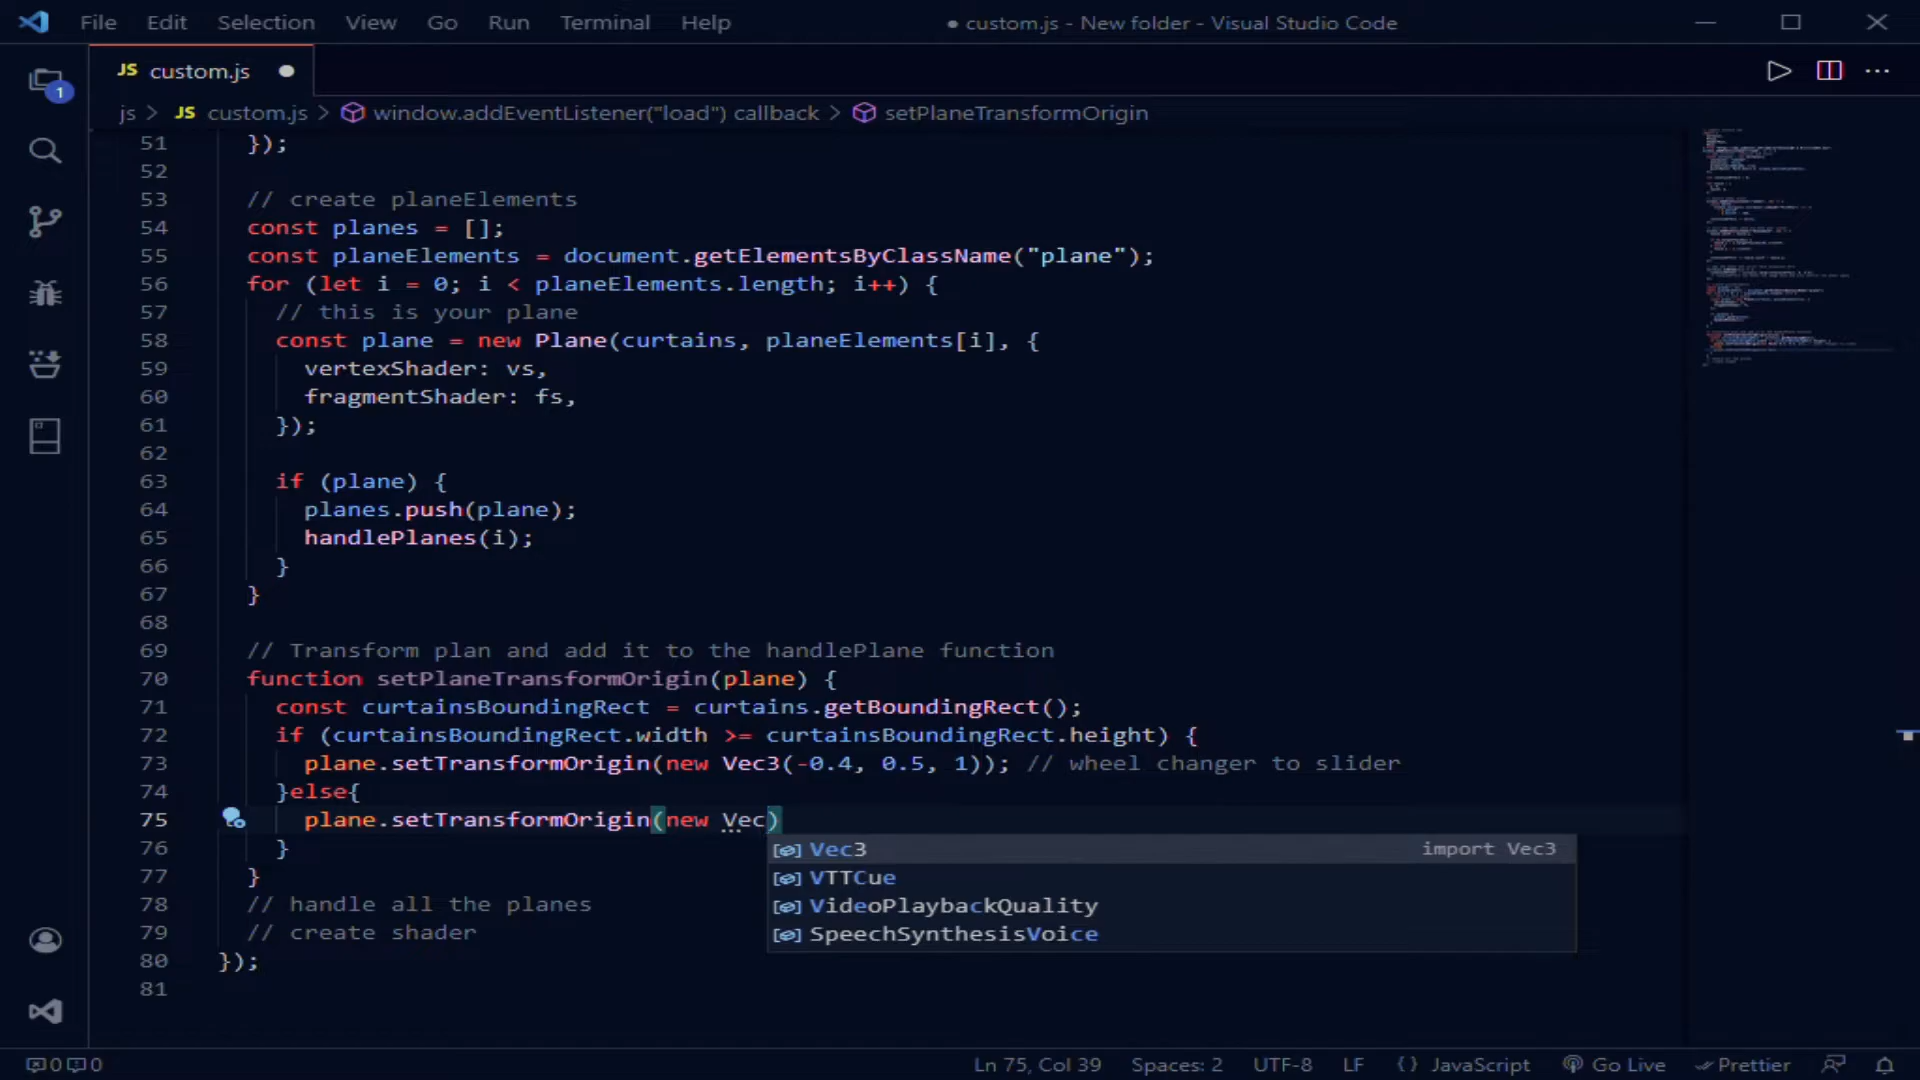 File Edit Selection View Go Run Terminal Help ● custom.js - New folder - Visual Studio Code
JS custom.js
1
js > JS custom.js > window.addEventListener("load") callback > setPlaneTransformOrigin
51 });
52
53 // create planeElements
54 const planes = [];
55 const planeElements = document.getElementsByClassName("plane");
56 for (let i = 0; i < planeElements.length; i++) {
57 // this is your plane
58 const plane = new Plane(curtains, planeElements[i], {
59 vertexShader: vs,
60 fragmentShader: fs,
61 });
62
63 if (plane) {
64 planes.push(plane);
65 handlePlanes(i);
66 }
67 }
68
69 // Transform plan and add it to the handlePlane function
70 function setPlaneTransformOrigin(plane) {
71 const curtainsBoundingRect = curtains.getBoundingRect();
72 if (curtainsBoundingRect.width >= curtainsBoundingRect.height) {
73 plane.setTransformOrigin(new Vec3(-0.4, 0.5, 1)); // wheel changer to slider
74 }else{
75 plane.setTransformOrigin(new Vec)
76 }
Vec3 import Vec3
77 }
VTTCue
78 // handle all the planes
VideoPlaybackQuality
79 // create shader
SpeechSynthesisVoice
80 });
81
0 0 Ln 75, Col 39 Spaces: 2 UTF-8 LF {} JavaScript Go Live Prettier